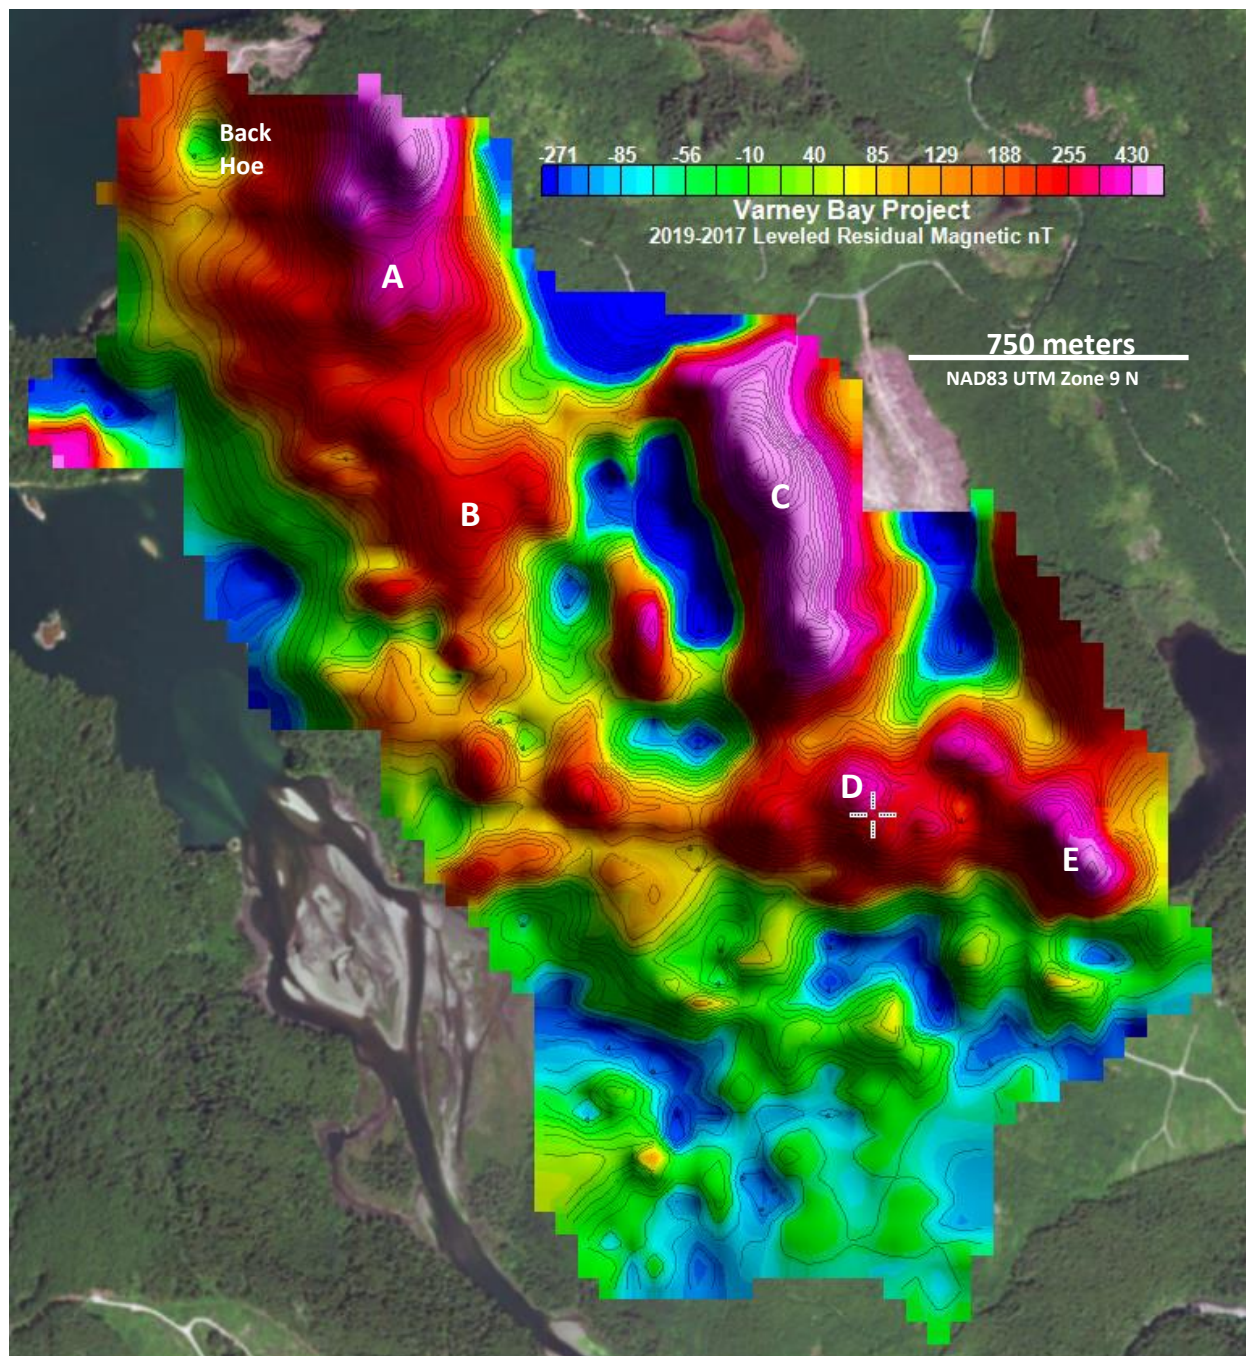 Back
Hoe
-271 -85 -56 -10 40 85 129 188 255 430
Varney Bay Project
2019-2017 Leveled Residual Magnetic nT
A
750 meters
NAD83 UTM Zone 9 N
B
C
D
E